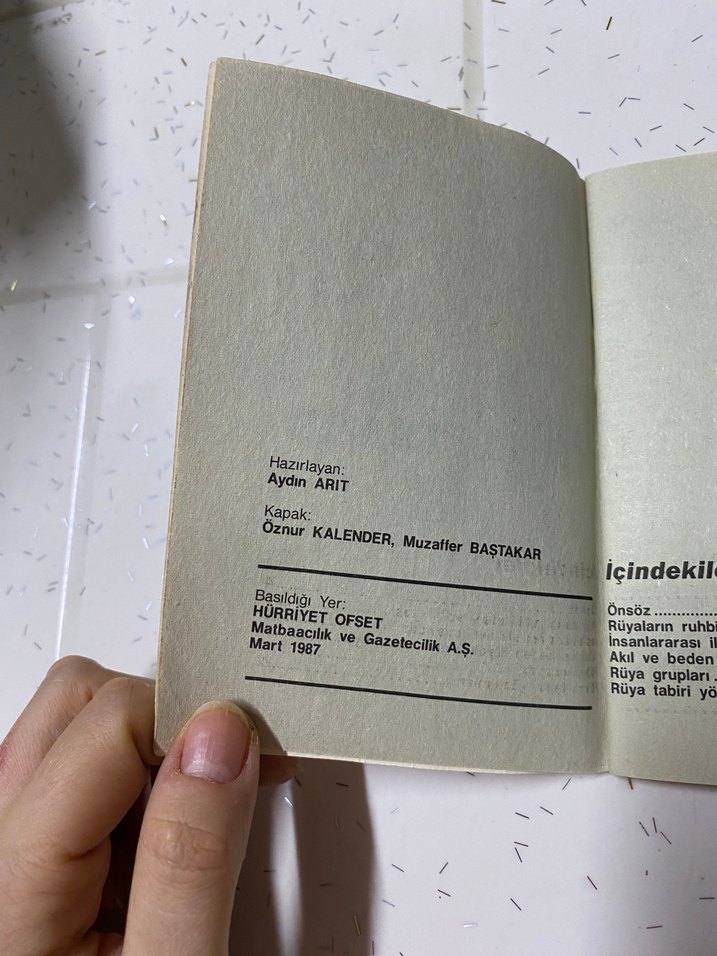 Hazırlayan:
Aydın ARIT
Kapak:
Öznur KALENDER, Muzaffer BAŞTAKAR
Basıldığı Yer:
HÜRRİYET OFSET
Matbaacılık ve Gazetecilik A.Ş.
Mart 1987
İçindekile
Önsöz ................
Rüyaların ruhbi
İnsanlararası il
Akıl ve beden
Rüya grupları .
Rüya tabiri yö